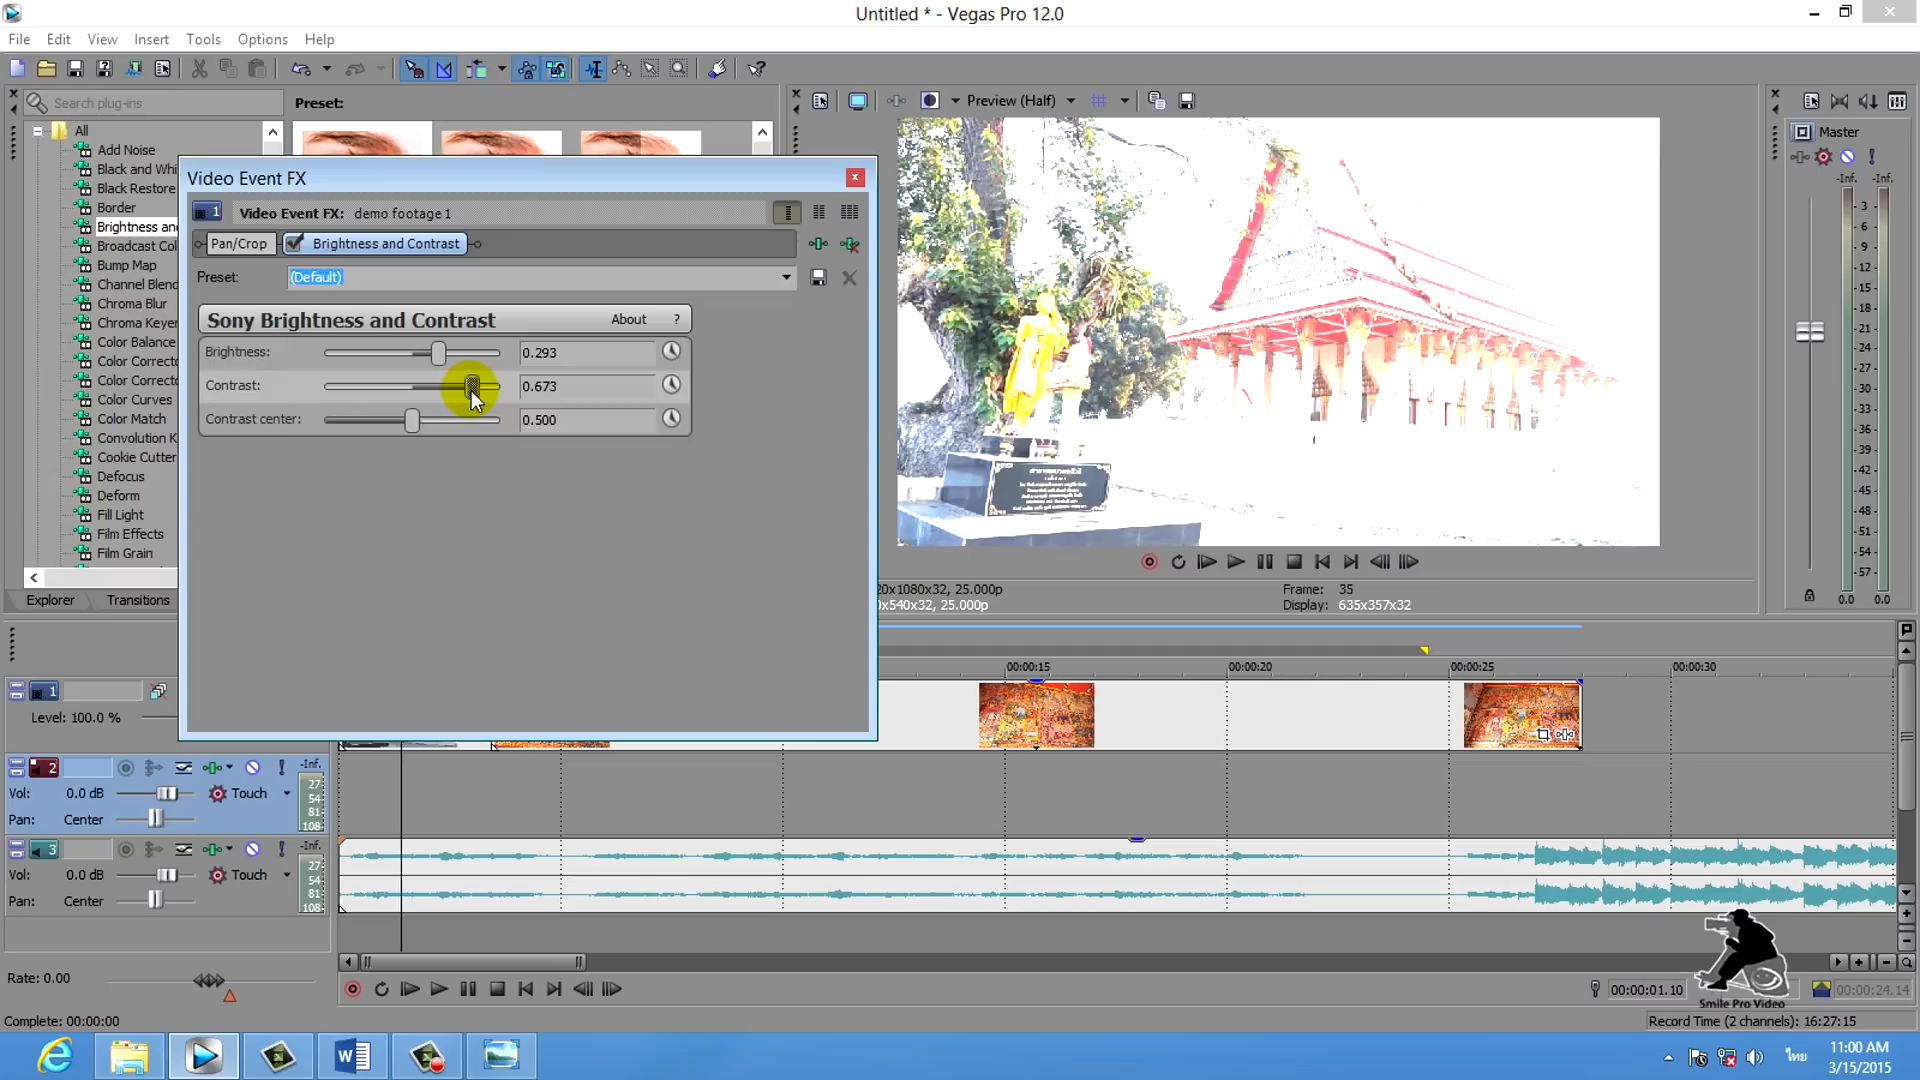 Untitled * - Vegas Pro 12.0
File Edit View Insert Tools Options Help
Search plug-ins
Preset:
Preview (Half)
All
Add Noise
Black and Whi
Black Restore
Border
Brightness an
Broadcast Col
Bump Map
Channel Blend
Chroma Blur
Chroma Keyer
Color Balance
Color Correct
Color Correct
Color Curves
Color Match
Convolution K
Cookie Cutter
Defocus
Deform
Fill Light
Film Effects
Film Grain
Explorer Transitions
Video Event FX
1 Video Event FX: demo footage 1
Pan/Crop Brightness and Contrast
Preset: (Default)
Sony Brightness and Contrast About ?
Brightness: 0.293
Contrast: 0.673
Contrast center: 0.500
20x1080x32, 25.000p
0x540x32, 25.000p
Frame: 35
Display: 635x357x32
Master
-Inf. -Inf.
- 3 -
- 6 -
- 9 -
-12-
-15-
-18-
-21-
-24-
-27-
-30-
-33-
-36-
-39-
-42-
-45-
-48-
-51-
-54-
-57-
0.0 0.0
00:00:15 00:00:20 00:00:25 00:00:30
1
Level: 100.0 %
2
-Inf.
Vol: 0.0 dB Touch
Pan: Center
27
54
81
108
3
-Inf.
Vol: 0.0 dB Touch
Pan: Center
27
54
81
108
Rate: 0.00
Complete: 00:00:00
Smile Pro Video
00:00:01.10 00:00:24.14
Record Time (2 channels): 16:27:15
ไทย
11:00 AM
3/15/2015